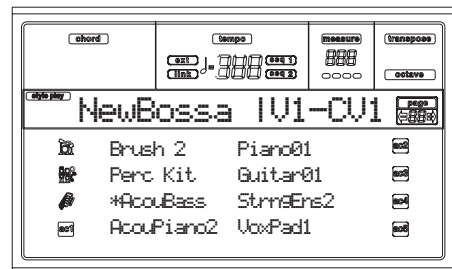 chord tempo measure transpose
ext seq 1
link seq 2
octave
style play page
NewBossa IV1-CV1
Brush 2 Piano01 ac2
Perc Kit Guitar01 ac3
*AcouBass StrngEns2 ac4
ac1 AcouPiano2 VoxPad1 ac5